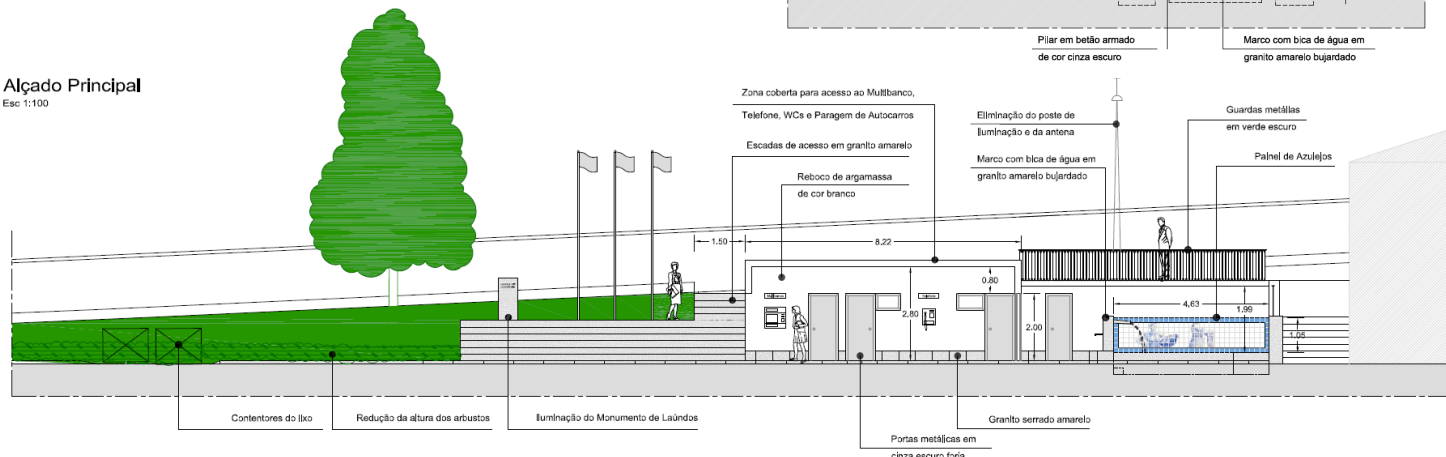 Pilar em betão armado
de cor cinza escuro
Marco com bica de água em
granito amarelo bujardado
Alçado Principal
Esc 1:100
Zona coberta para acesso ao Multibanco,
Telefone, WCs e Paragem de Autocarros
Escadas de acesso em granito amarelo
Reboco de argamassa
de cor branco
Eliminação do poste de
iluminação e da antena
Marco com bica de água em
granito amarelo bujardado
Guardas metálias
em verde escuro
Painel de Azulejos
1.50
8.22
0.80
2.80
2.00
4,63
1.99
1.05
Contentores do lixo
Redução da altura dos arbustos
Iluminação do Monumento de Laúndos
Granito serrado amarelo
Portas metálicas em
cinza escuro forja